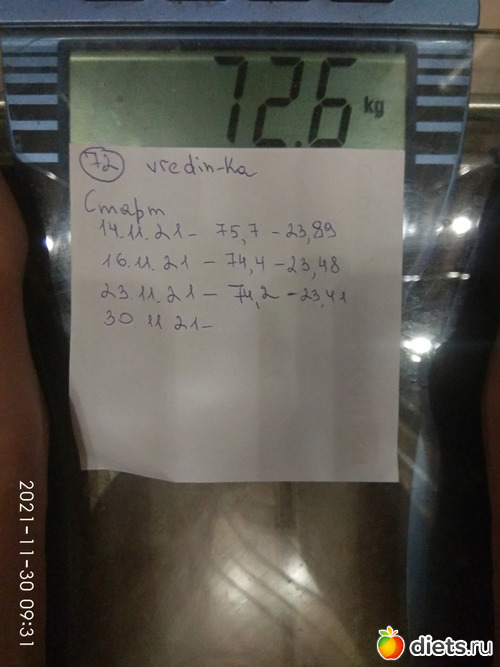 72.6 kg
72 vredin-ka
Старт
14.11.21 - 75,7 - 23,89
16.11.21 - 74,4 - 23,48
23.11.21 - 74,2 - 23,41
30 11 21 -
2021-11-30 09:31
diets.ru